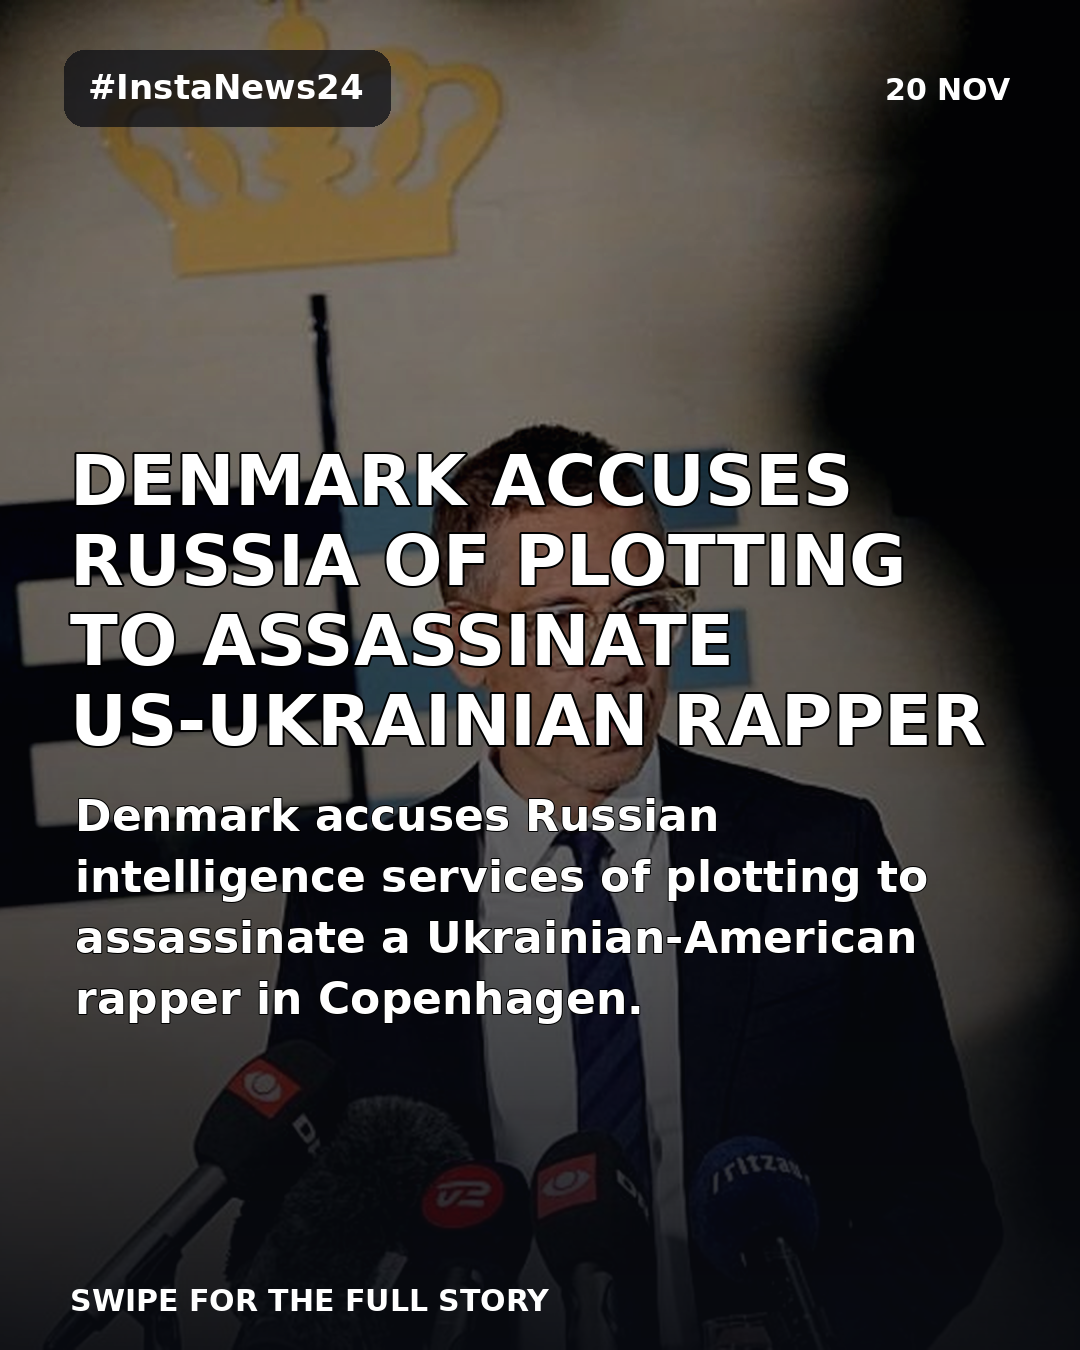 #InstaNews24
20 NOV
DENMARK ACCUSES
RUSSIA OF PLOTTING
TO ASSASSINATE
US-UKRAINIAN RAPPER
Denmark accuses Russian
intelligence services of plotting to
assassinate a Ukrainian-American
rapper in Copenhagen.
SWIPE FOR THE FULL STORY